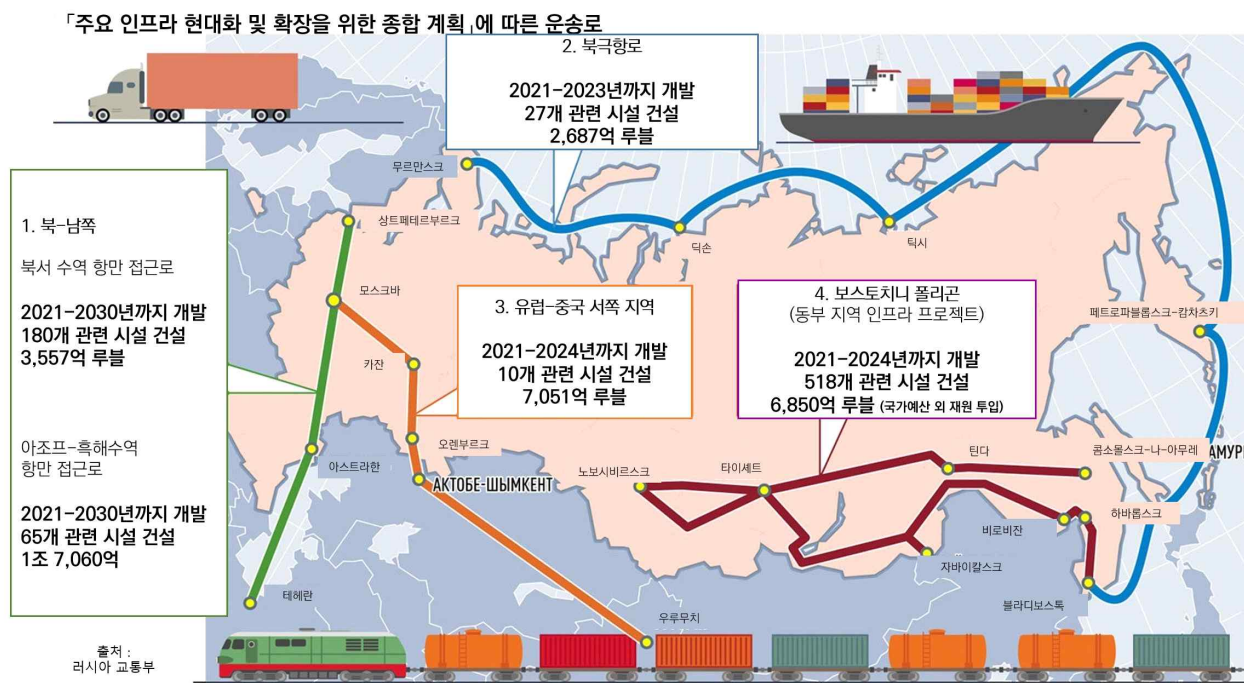 「주요 인프라 현대화 및 확장을 위한 종합 계획」에 따른 운송로
2. 북극항로
2021-2023년까지 개발
27개 관련 시설 건설
2,687억 루블
1. 북-남쪽
북서 수역 항만 접근로
2021-2030년까지 개발
180개 관련 시설 건설
3,557억 루블
아조프-흑해수역
항만 접근로
2021-2030년까지 개발
65개 관련 시설 건설
1조 7,060억
3. 유럽-중국 서쪽 지역
2021-2024년까지 개발
10개 관련 시설 건설
7,051억 루블
4. 보스토치니 폴리곤
(동부 지역 인프라 프로젝트)
2021-2024년까지 개발
518개 관련 시설 건설
6,850억 루블 (국가예산 외 재원 투입)
무르만스크
상트페테르부르크
딕손
틱시
모스크바
페트로파블롭스크-캄차츠키
카잔
오렌부르크
아스트라한
АКТОБЕ-ШЫМКЕНТ
노보시비르스크
타이셰트
틴다
콤소몰스크-나-아무레
АМУРЕ
하바롭스크
비로비잔
자바이칼스크
블라디보스톡
테헤란
우루무치
출처 :
러시아 교통부